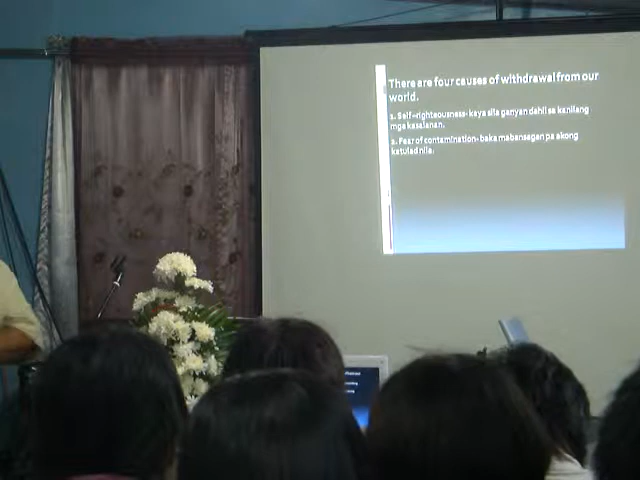 There are four causes of withdrawal from our
world.
1. Self-righteousness- kaya sila ganyan dahil sa kanilang
mga kasalanan.
2. Fear of contamination- baka mabansagan pa akong
katulad nila.